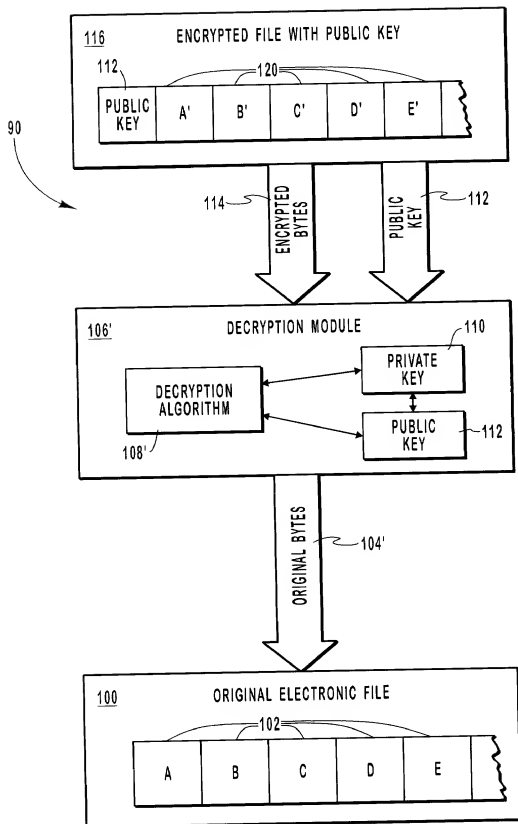 116 ENCRYPTED FILE WITH PUBLIC KEY
112
120
PUBLIC
KEY
A'
B'
C'
D'
E'
90
114
ENCRYPTED
BYTES
PUBLIC
KEY
112
106'
DECRYPTION MODULE
110
DECRYPTION
ALGORITHM
108'
PRIVATE
KEY
PUBLIC
KEY
112
ORIGINAL BYTES
104'
100
ORIGINAL ELECTRONIC FILE
102
A
B
C
D
E